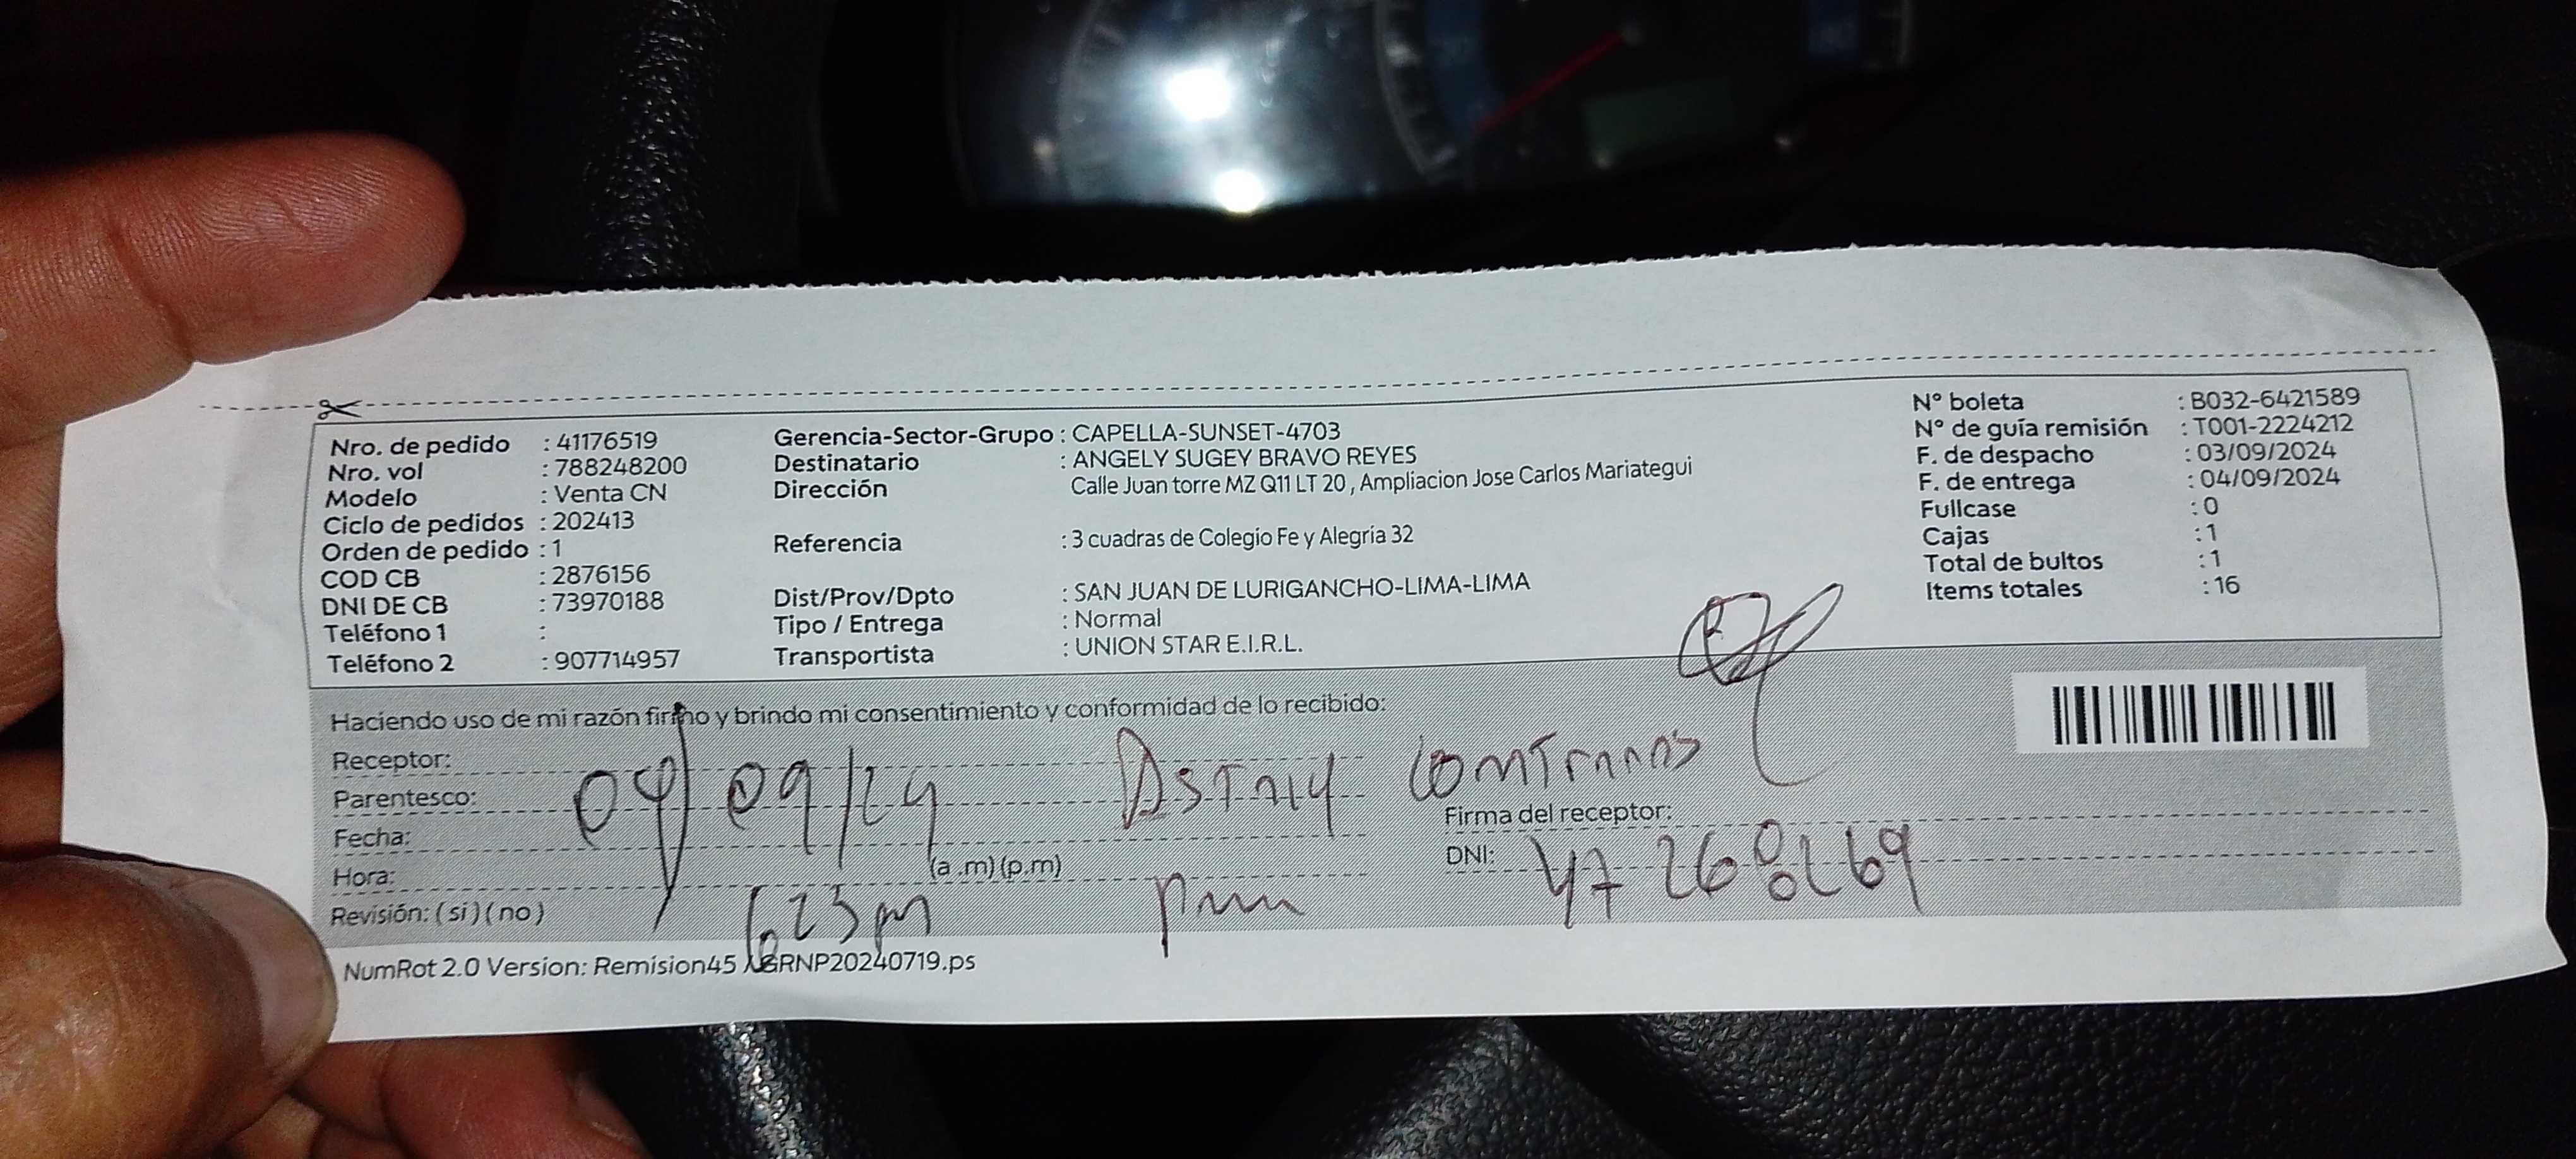 Nro. de pedido : 41176519
Nro. vol : 788248200
Modelo : Venta CN
Ciclo de pedidos : 202413
Orden de pedido : 1
COD CB : 2876156
DNI DE CB : 73970188
Teléfono 1 :
Teléfono 2 : 907714957
Gerencia-Sector-Grupo : CAPELLA-SUNSET-4703
Destinatario : ANGELY SUGEY BRAVO REYES
Dirección Calle Juan torre MZ Q11 LT 20 , Ampliacion Jose Carlos Mariategui
Referencia : 3 cuadras de Colegio Fe y Alegría 32
Dist/Prov/Dpto : SAN JUAN DE LURIGANCHO-LIMA-LIMA
Tipo / Entrega : Normal
Transportista : UNION STAR E.I.R.L.
N° boleta : B032-6421589
N° de guía remisión : T001-2224212
F. de despacho : 03/09/2024
F. de entrega : 04/09/2024
Fullcase : 0
Cajas : 1
Total de bultos : 1
Items totales : 16
Haciendo uso de mi razón firmo y brindo mi consentimiento y conformidad de lo recibido:
Receptor:
Parentesco:
04/09/24
Fecha:
Hora: (a .m) (p.m)
Revisión: ( si ) ( no )
623 pm
Firma del receptor:
DNI:
NumRot 2.0 Version: Remision45 GRNP20240719.ps